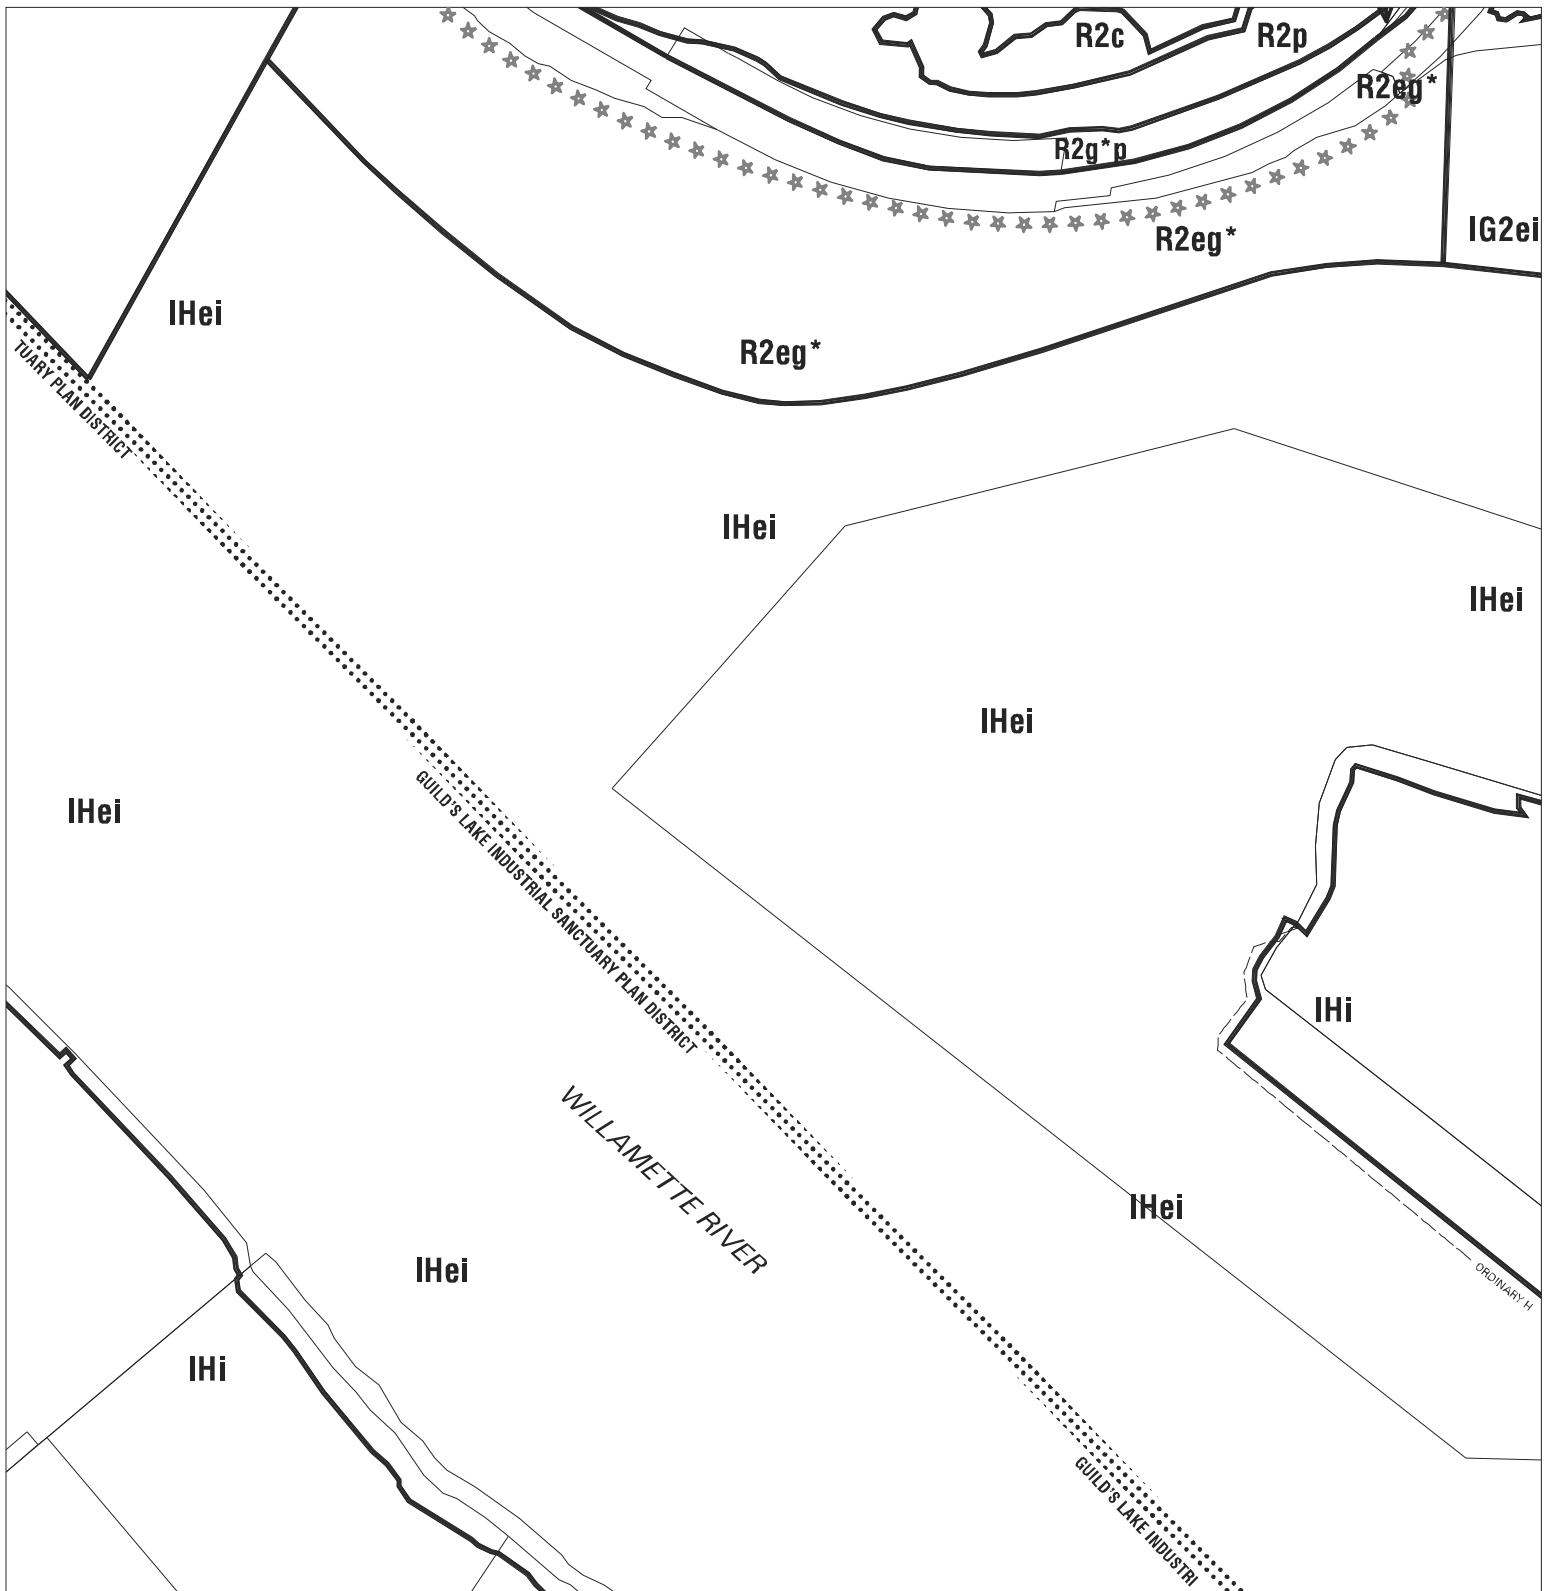 R2c
R2p
R2eg*
R2g*p
R2eg*
IG2ei
IHei
R2eg*
TUARY PLAN DISTRICT
IHei
IHei
IHei
GUILD'S LAKE INDUSTRIAL SANCTUARY PLAN DISTRICT
IHei
IHi
WILLAMETTE RIVER
IHei
IHei
ORDINARY H
IHi
GUILD'S LAKE INDUSTRI